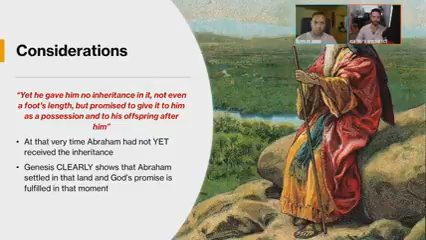 Considerations
"Yet he gave him no inheritance in it, not even
a foot's length, but promised to give it to him
as a possession and to his offspring after
him"
• At that very time Abraham had not YET
received the inheritance
• Genesis CLEARLY shows that Abraham
settled in that land and God's promise is
fulfilled in that moment